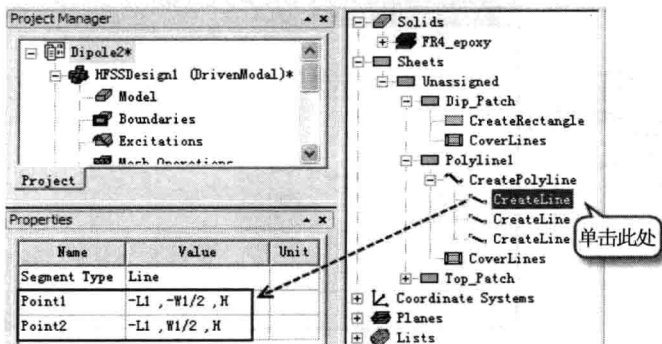 Project Manager
Dipole2*
HFSSDesign1 (DrivenModal)*
Model
Boundaries
Excitations
Mesh Operations
Project
Properties
Name Value Unit
Segment Type Line
Point1 -L1 ,-W1/2 ,H
Point2 -L1 ,W1/2 ,H
Solids
FR4_epoxy
Sheets
Unassigned
Dip_Patch
CreateRectangle
CoverLines
Polyline1
CreatePolyline
CreateLine
CreateLine
CreateLine
CoverLines
Top_Patch
Coordinate Systems
Planes
Lists
单击此处